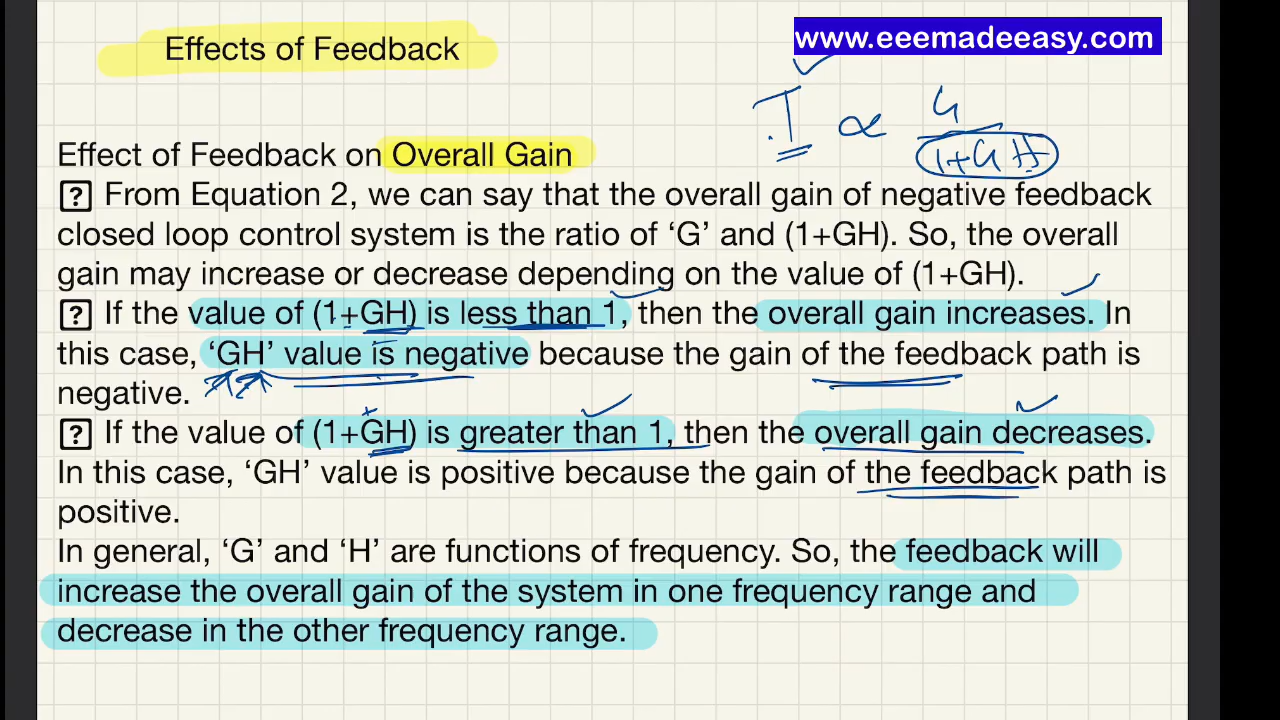 Effects of Feedback
www.eeemadeeasy.com
T ∝ G
1+GH
Effect of Feedback on Overall Gain
[?] From Equation 2, we can say that the overall gain of negative feedback
closed loop control system is the ratio of ‘G’ and (1+GH). So, the overall
gain may increase or decrease depending on the value of (1+GH).
[?] If the value of (1+GH) is less than 1, then the overall gain increases. In
this case, ‘GH’ value is negative because the gain of the feedback path is
negative.
[?] If the value of (1+GH) is greater than 1, then the overall gain decreases.
In this case, ‘GH’ value is positive because the gain of the feedback path is
positive.
In general, ‘G’ and ‘H’ are functions of frequency. So, the feedback will
increase the overall gain of the system in one frequency range and
decrease in the other frequency range.